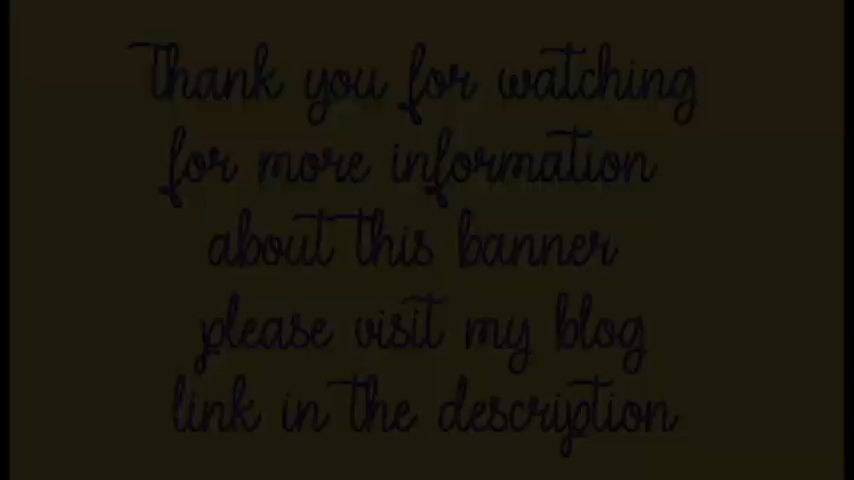 Thank you for watching
for more information
about this banner
please visit my blog
link in the description